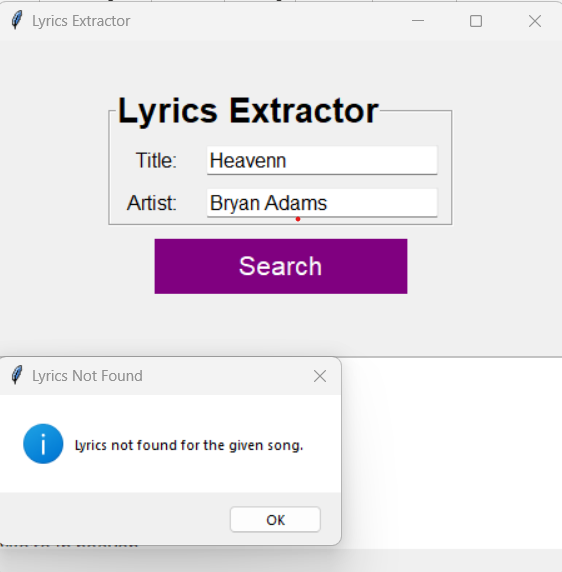 Lyrics Extractor
Lyrics Extractor
Title: Heavenn
Artist: Bryan Adams
Search
Lyrics Not Found
Lyrics not found for the given song.
OK